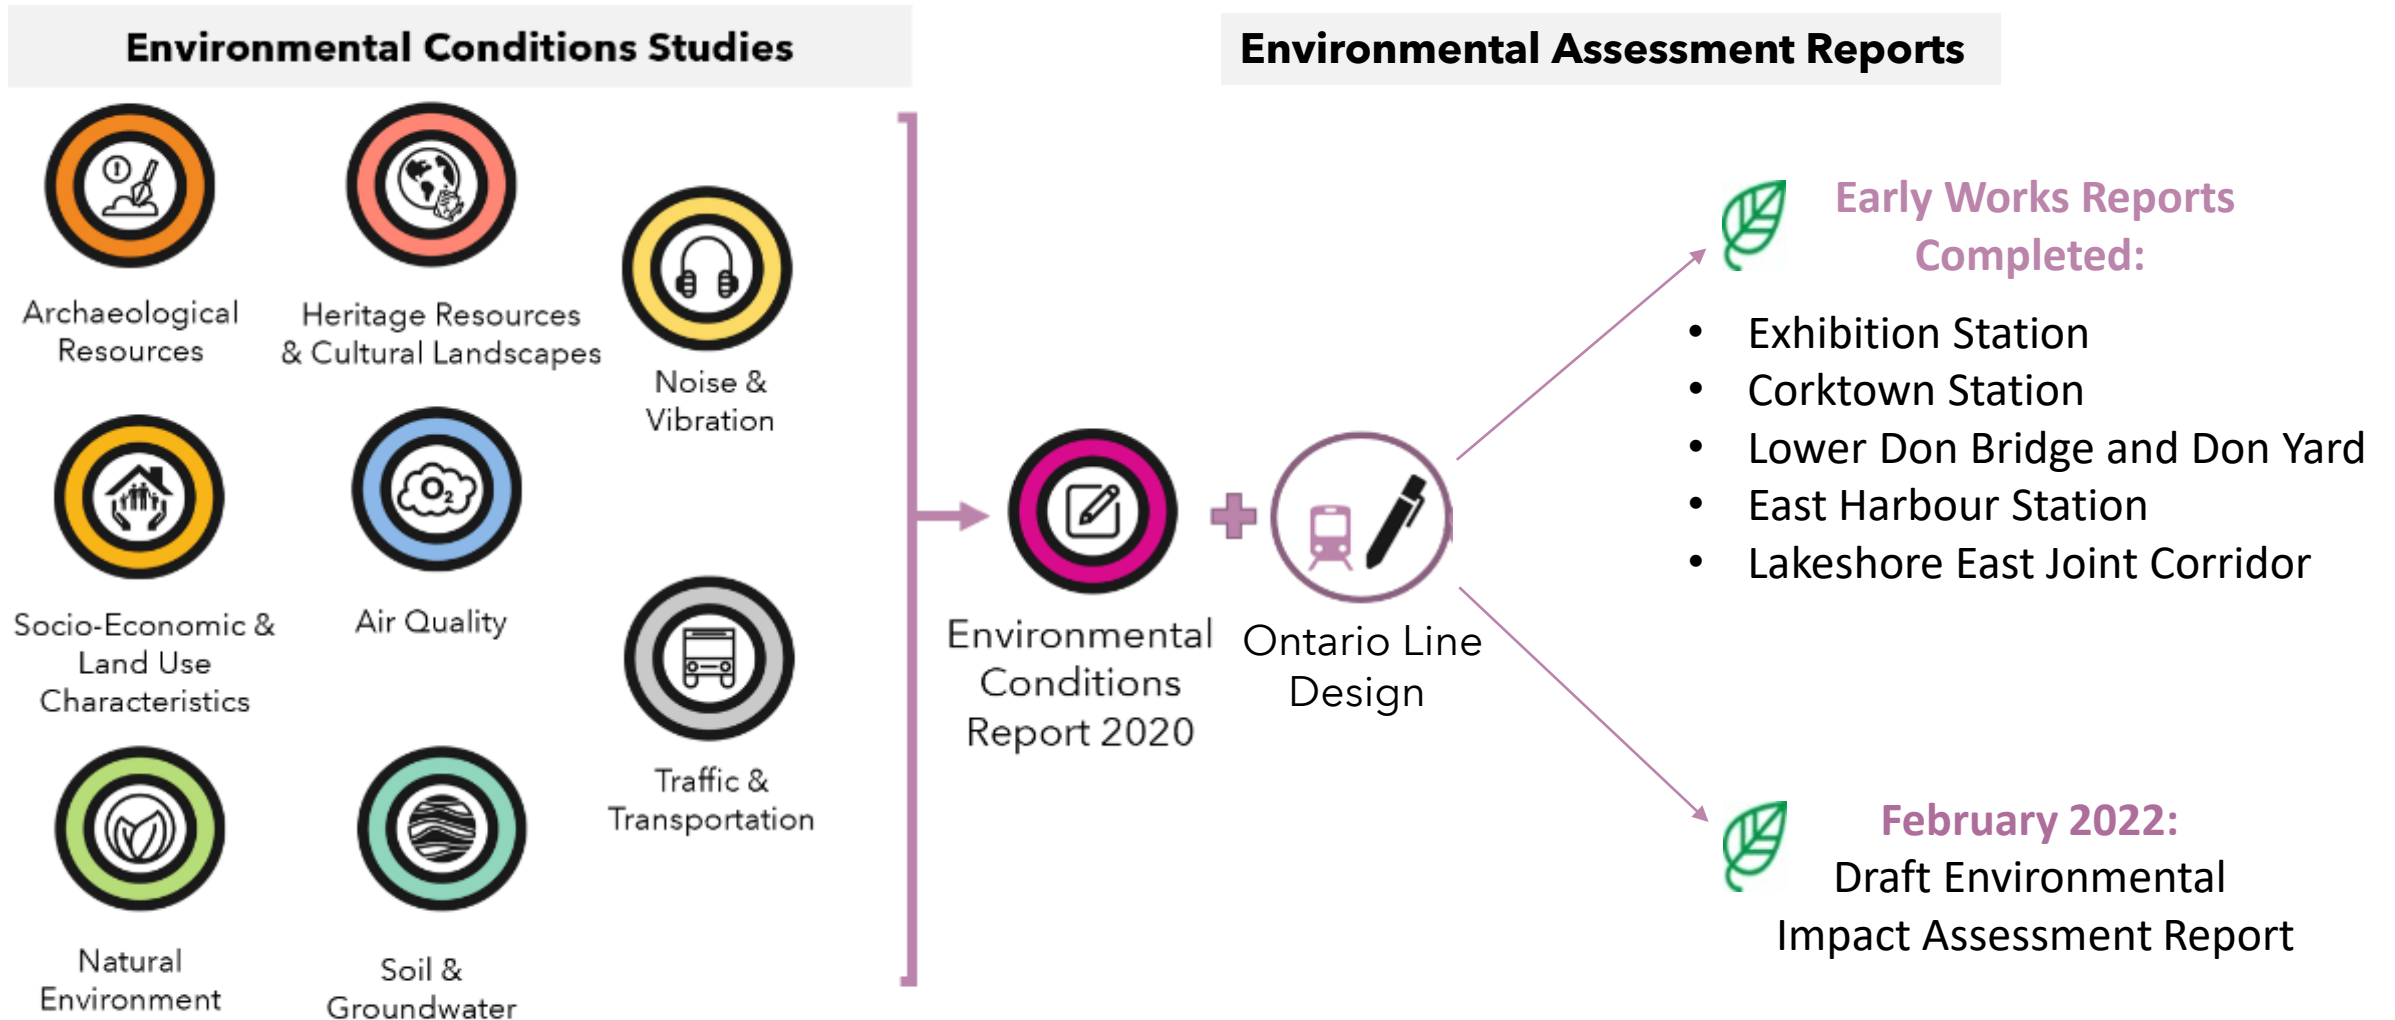 Environmental Conditions Studies
Archaeological
Resources
Heritage Resources
& Cultural Landscapes
Noise &
Vibration
Socio-Economic &
Land Use
Characteristics
O₂
Air Quality
Traffic &
Transportation
Natural
Environment
Soil &
Groundwater
Environmental
Conditions
Report 2020
Ontario Line
Design
Environmental Assessment Reports
Early Works Reports
Completed:
• Exhibition Station
• Corktown Station
• Lower Don Bridge and Don Yard
• East Harbour Station
• Lakeshore East Joint Corridor
February 2022:
Draft Environmental
Impact Assessment Report